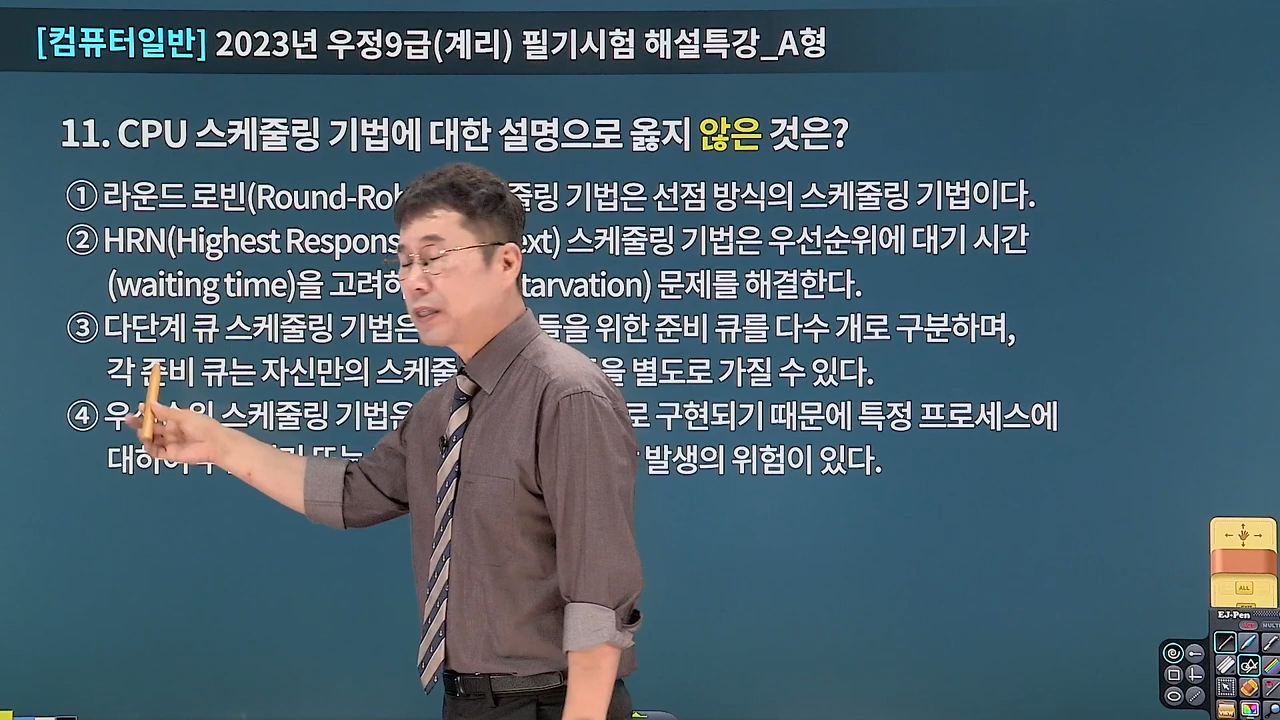 [컴퓨터일반] 2023년 우정9급(계리) 필기시험 해설특강_A형
11. CPU 스케줄링 기법에 대한 설명으로 옳지 않은 것은?
① 라운드 로빈(Round-Ro 줄링 기법은 선점 방식의 스케줄링 기법이다.
② HRN(Highest Respons ext) 스케줄링 기법은 우선순위에 대기 시간
(waiting time)을 고려하 tarvation) 문제를 해결한다.
③ 다단계 큐 스케줄링 기법은 들을 위한 준비 큐를 다수 개로 구분하며,
각 준비 큐는 자신만의 스케줄 을 별도로 가질 수 있다.
④ 우선순위 스케줄링 기법은 로 구현되기 때문에 특정 프로세스에
대하여 발생의 위험이 있다.
ALL
EJ-Pen
MULTI
VIEW